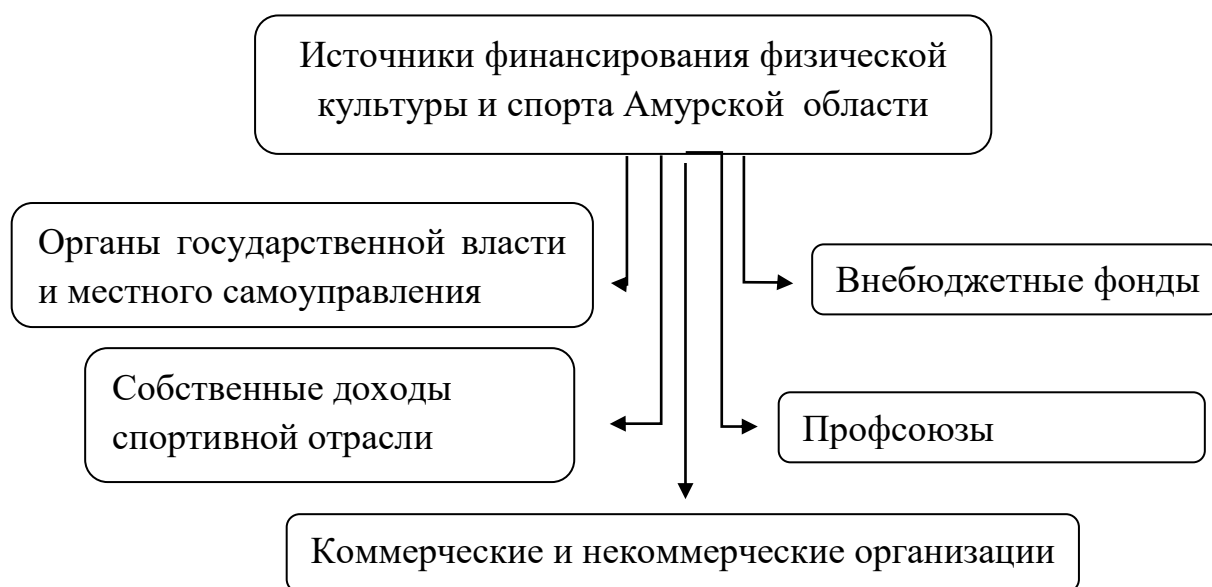 Источники финансирования физической
культуры и спорта Амурской области
Органы государственной власти
и местного самоуправления
Внебюджетные фонды
Собственные доходы
спортивной отрасли
Профсоюзы
Коммерческие и некоммерческие организации